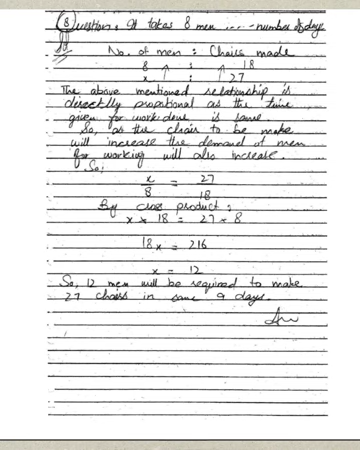 (8) Question: It takes 8 men ..... number of days
No. of men : Chairs made
8 : 18
x : 27
The above mentioned relationship is
directly propotional as the time
given for work done is same.
So, as the chair to be make
will increase the demand of men
for working will also increase.
So;
x/8 = 27/18
By cross product;
x × 18 = 27 × 8
18x = 216
x = 12
So, 12 men will be required to make
27 chairs in same 9 days.